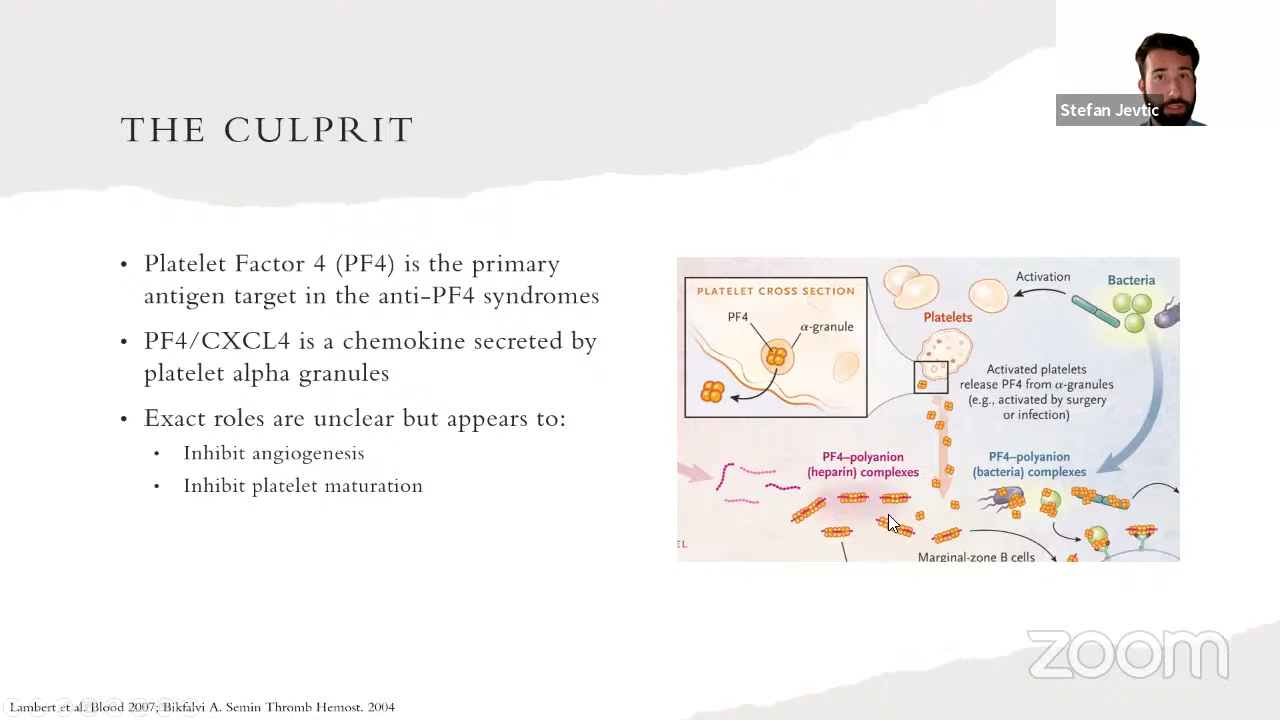 Stefan Jevtic
THE CULPRIT
• Platelet Factor 4 (PF4) is the primary
antigen target in the anti-PF4 syndromes
• PF4/CXCL4 is a chemokine secreted by
platelet alpha granules
• Exact roles are unclear but appears to:
• Inhibit angiogenesis
• Inhibit platelet maturation
PLATELET CROSS SECTION
PF4
α-granule
Activation
Bacteria
Platelets
Activated platelets
release PF4 from α-granules
(e.g., activated by surgery
or infection)
PF4–polyanion
(heparin) complexes
PF4–polyanion
(bacteria) complexes
EL
Marginal-zone B cells
zoom
Lambert et al. Blood 2007; Bikfalvi A. Semin Thromb Hemost. 2004